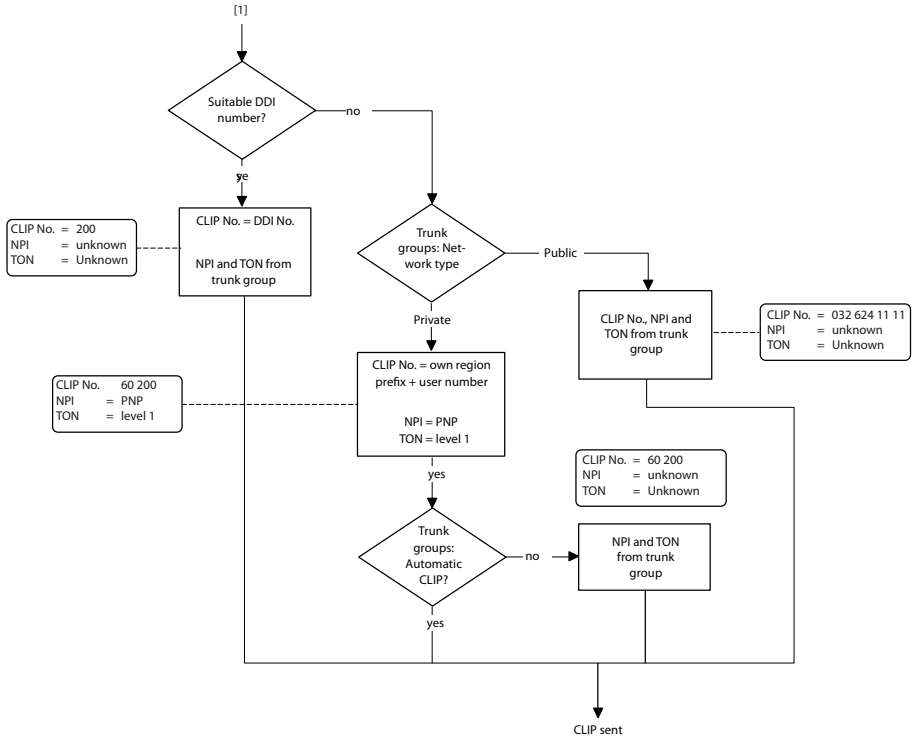 [1]
Suitable DDI
number?
no
ye
CLIP No. = 200
NPI = unknown
TON = Unknown
CLIP No. = DDI No.
NPI and TON from
trunk group
Trunk
groups: Net-
work type
Public
Private
CLIP No., NPI and
TON from trunk
group
CLIP No. = 032 624 11 11
NPI = unknown
TON = Unknown
CLIP No. = own region
prefix + user number
NPI = PNP
TON = level 1
CLIP No. 60 200
NPI = PNP
TON = level 1
yes
CLIP No. = 60 200
NPI = unknown
TON = Unknown
Trunk
groups:
Automatic
CLIP?
no
NPI and TON
from trunk
group
yes
CLIP sent